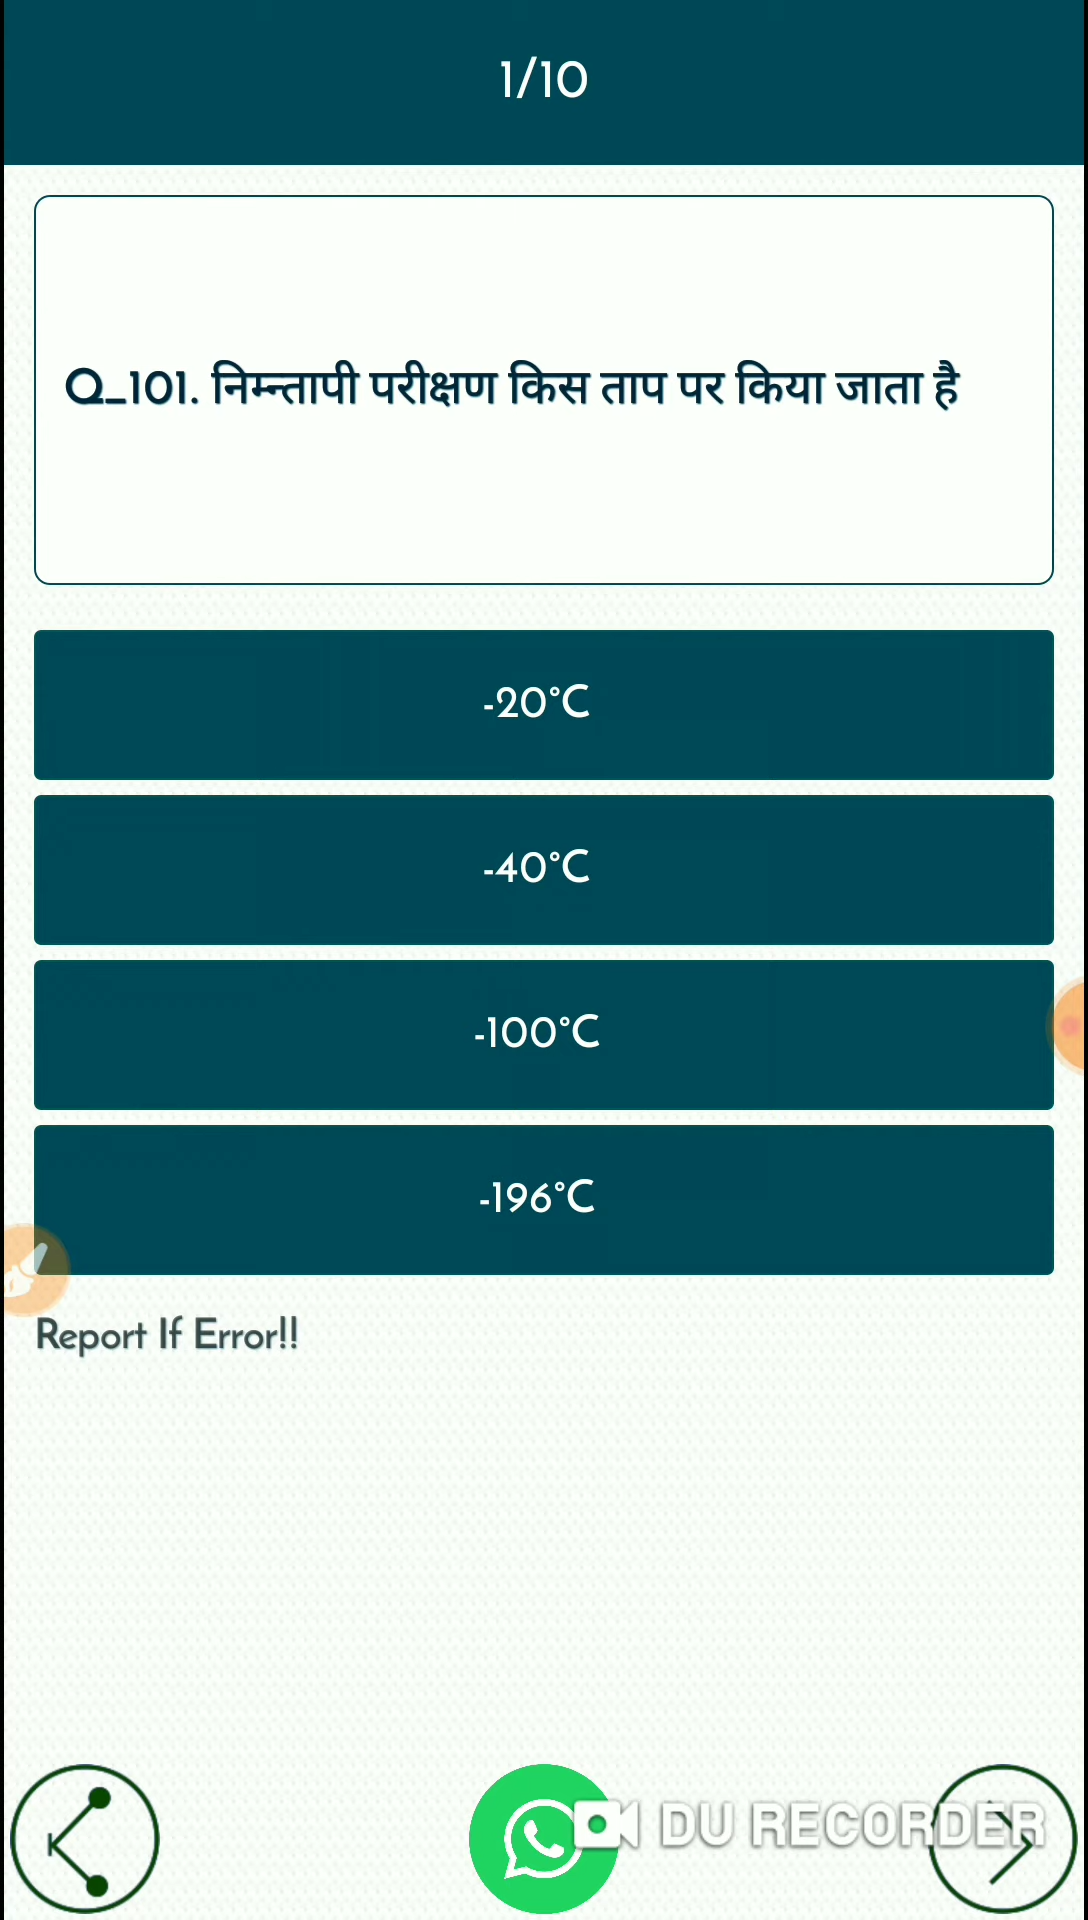 1/10
Q_101. निम्न्तापी परीक्षण किस ताप पर किया जाता है
-20°C
-40°C
-100°C
-196°C
Report If Error!!
DU RECORDER